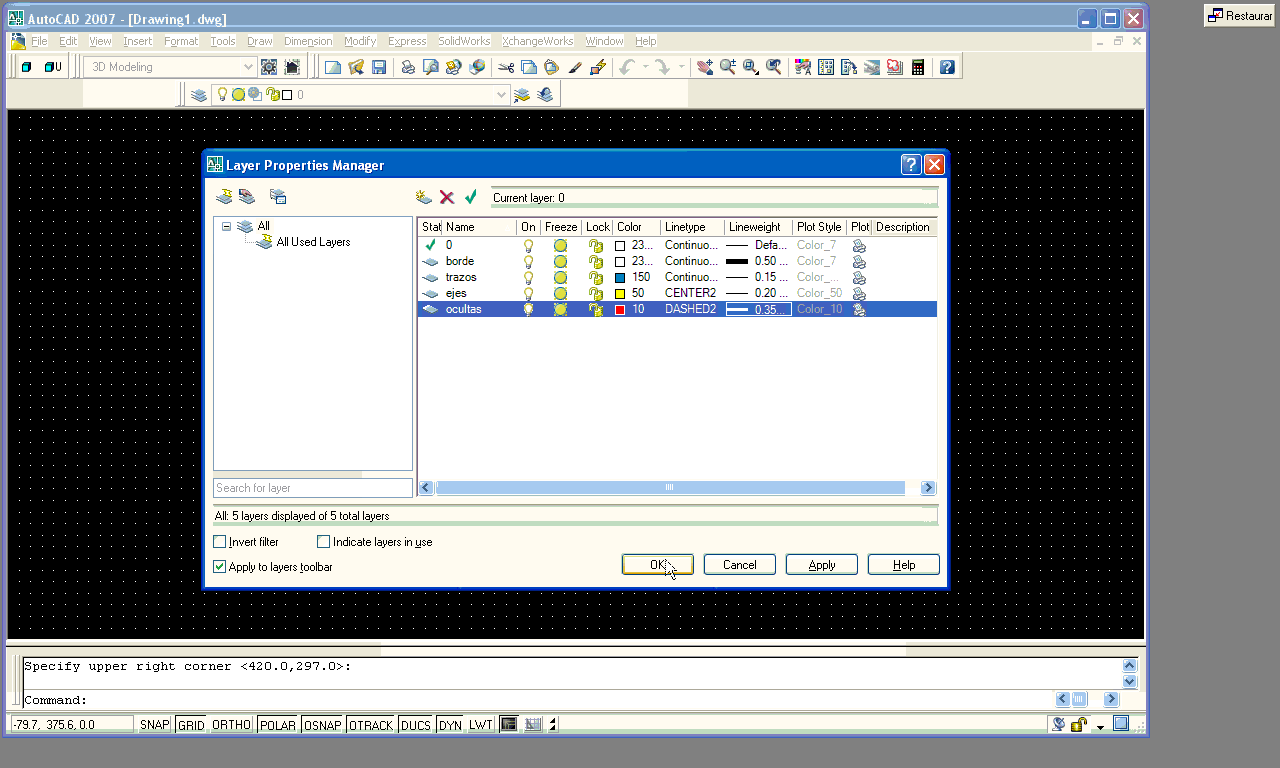 AutoCAD 2007 - [Drawing1.dwg]
Restaurar
File Edit View Insert Format Tools Draw Dimension Modify Express SolidWorks XchangeWorks Window Help
U 3D Modeling
0
Layer Properties Manager
Current layer: 0
All
All Used Layers
Stat Name On Freeze Lock Color Linetype Lineweight Plot Style Plot Description
0 23... Continuo... Defa... Color_7
borde 23... Continuo... 0.50 ... Color_7
trazos 150 Continuo... 0.15 ... Color_...
ejes 50 CENTER2 0.20 ... Color_50
ocultas 10 DASHED2 0.35... Color_10
Search for layer
All: 5 layers displayed of 5 total layers
Invert filter Indicate layers in use
Apply to layers toolbar
OK Cancel Apply Help
Specify upper right corner <420.0,297.0>:
Command:
-79.7, 375.6, 0.0 SNAP GRID ORTHO POLAR OSNAP OTRACK DUCS DYN LWT